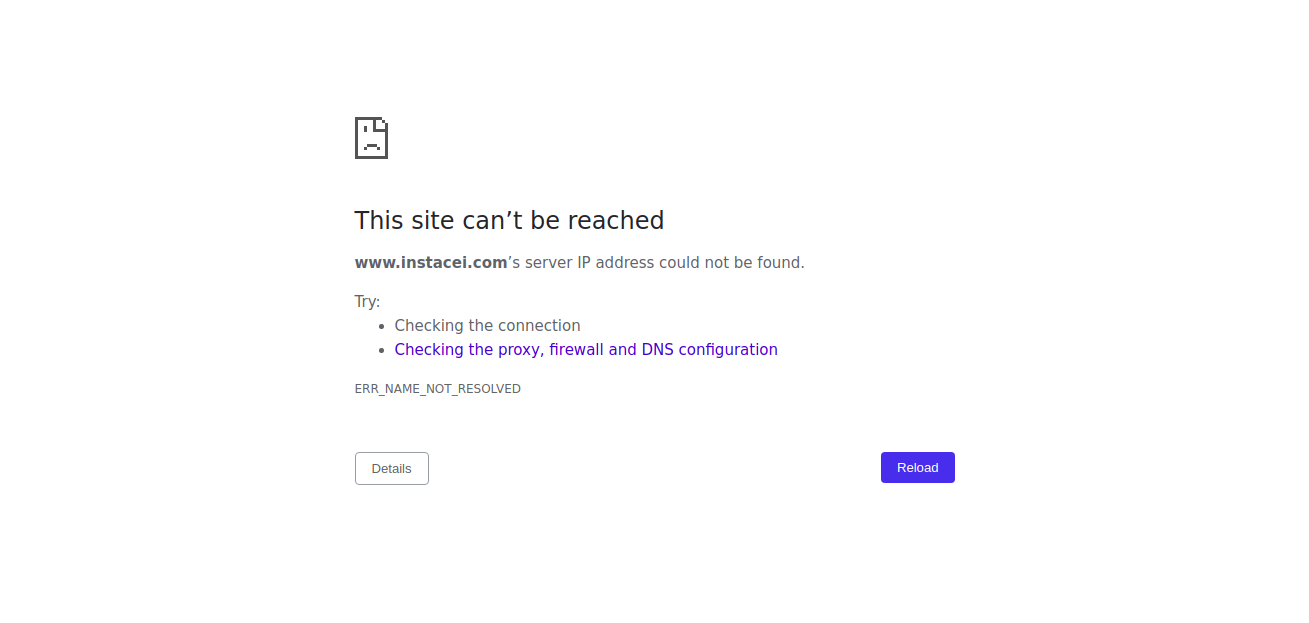 This site can’t be reached
www.instacei.com’s server IP address could not be found.
Try:
Checking the connection
Checking the proxy, firewall and DNS configuration
ERR_NAME_NOT_RESOLVED
Details
Reload